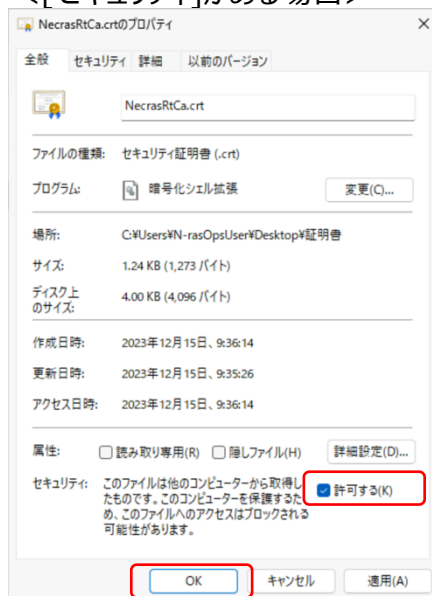 NecrasRtCa.crtのプロパティ
全般 セキュリティ 詳細 以前のバージョン
NecrasRtCa.crt
ファイルの種類: セキュリティ証明書 (.crt)
プログラム: 暗号化シェル拡張 変更(C)...
場所: C:¥Users¥N-rasOpsUser¥Desktop¥証明書
サイズ: 1.24 KB (1,273 バイト)
ディスク上
のサイズ: 4.00 KB (4,096 バイト)
作成日時: 2023年12月15日、9:36:14
更新日時: 2023年12月15日、9:35:26
アクセス日時: 2023年12月15日、9:36:14
属性: 読み取り専用(R) 隠しファイル(H) 詳細設定(D)...
セキュリティ: このファイルは他のコンピューターから取得し
たものです。このコンピューターを保護するた 許可する(K)
め、このファイルへのアクセスはブロックされる
可能性があります。
OK キャンセル 適用(A)